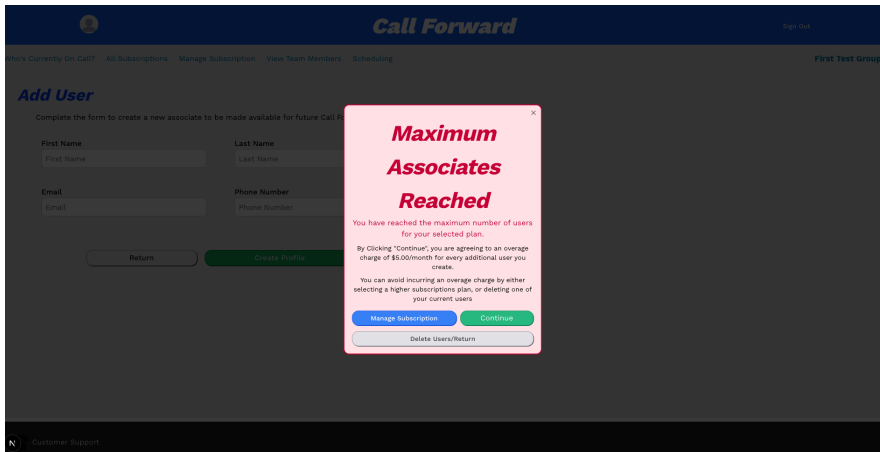 Call Forward
Sign Out
Who's Currently On Call? All Subscriptions Manage Subscription View Team Members Scheduling First Test Group
Add User
Complete the form to create a new associate to be made available for future Call Fo
First Name Last Name
First Name Last Name
Email Phone Number
Email Phone Number
Return Create Profile
×
Maximum
Associates
Reached
You have reached the maximum number of users
for your selected plan.
By Clicking "Continue", you are agreeing to an overage
charge of $5.00/month for every additional user you
create.
You can avoid incurring an overage charge by either
selecting a higher subscriptions plan, or deleting one of
your current users
Manage Subscription Continue
Delete Users/Return
N Customer Support